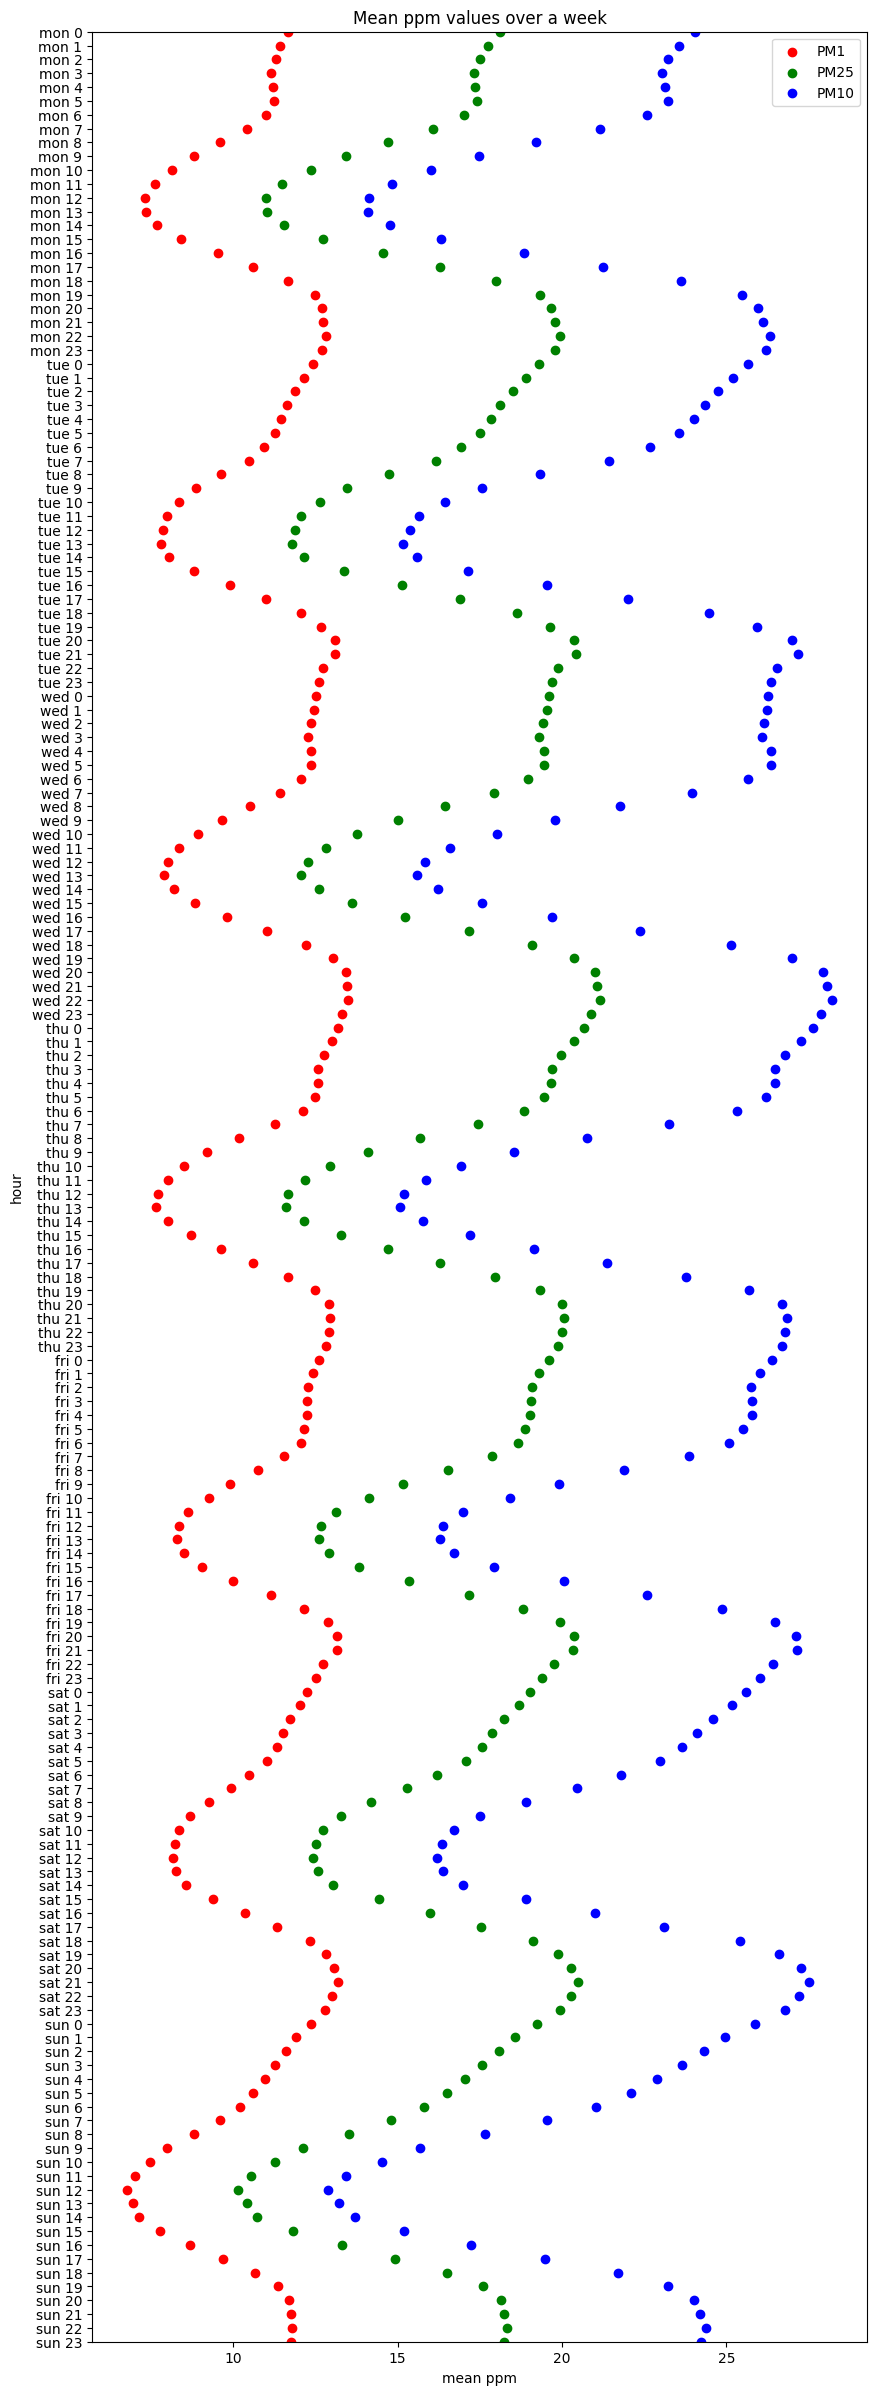 Mean ppm values over a week
PM1
PM25
PM10
mon 0
mon 1
mon 2
mon 3
mon 4
mon 5
mon 6
mon 7
mon 8
mon 9
mon 10
mon 11
mon 12
mon 13
mon 14
mon 15
mon 16
mon 17
mon 18
mon 19
mon 20
mon 21
mon 22
mon 23
tue 0
tue 1
tue 2
tue 3
tue 4
tue 5
tue 6
tue 7
tue 8
tue 9
tue 10
tue 11
tue 12
tue 13
tue 14
tue 15
tue 16
tue 17
tue 18
tue 19
tue 20
tue 21
tue 22
tue 23
wed 0
wed 1
wed 2
wed 3
wed 4
wed 5
wed 6
wed 7
wed 8
wed 9
wed 10
wed 11
wed 12
wed 13
wed 14
wed 15
wed 16
wed 17
wed 18
wed 19
wed 20
wed 21
wed 22
wed 23
thu 0
thu 1
thu 2
thu 3
thu 4
thu 5
thu 6
thu 7
thu 8
thu 9
thu 10
thu 11
thu 12
thu 13
thu 14
thu 15
thu 16
thu 17
thu 18
thu 19
thu 20
thu 21
thu 22
thu 23
fri 0
fri 1
fri 2
fri 3
fri 4
fri 5
fri 6
fri 7
fri 8
fri 9
fri 10
fri 11
fri 12
fri 13
fri 14
fri 15
fri 16
fri 17
fri 18
fri 19
fri 20
fri 21
fri 22
fri 23
sat 0
sat 1
sat 2
sat 3
sat 4
sat 5
sat 6
sat 7
sat 8
sat 9
sat 10
sat 11
sat 12
sat 13
sat 14
sat 15
sat 16
sat 17
sat 18
sat 19
sat 20
sat 21
sat 22
sat 23
sun 0
sun 1
sun 2
sun 3
sun 4
sun 5
sun 6
sun 7
sun 8
sun 9
sun 10
sun 11
sun 12
sun 13
sun 14
sun 15
sun 16
sun 17
sun 18
sun 19
sun 20
sun 21
sun 22
sun 23
hour
10 15 20 25
mean ppm